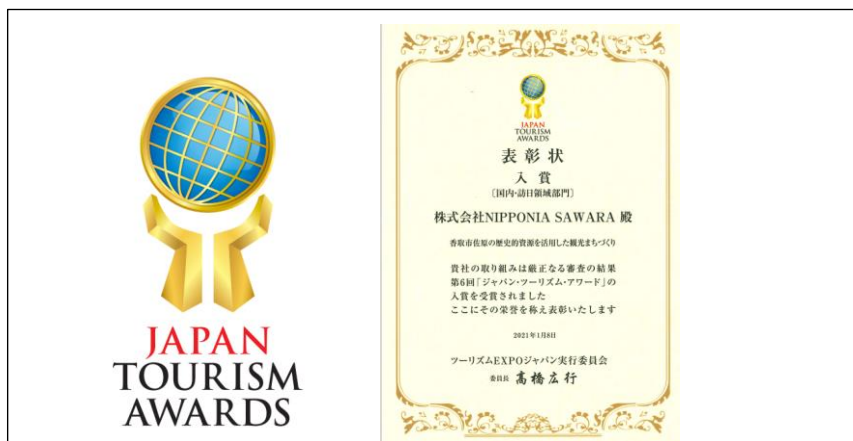 JAPAN
TOURISM
AWARDS
JAPAN
TOURISM
AWARDS
表彰状
入賞
〔国内・訪日領域部門〕
株式会社NIPPONIA SAWARA 殿
香取市佐原の歴史的資源を活用した観光まちづくり
貴社の取り組みは厳正なる審査の結果
第6回「ジャパン・ツーリズム・アワード」の
入賞を受賞されました
ここにその栄誉を称え表彰いたします
2021年1月8日
ツーリズムEXPOジャパン実行委員会
委員長 高橋広行